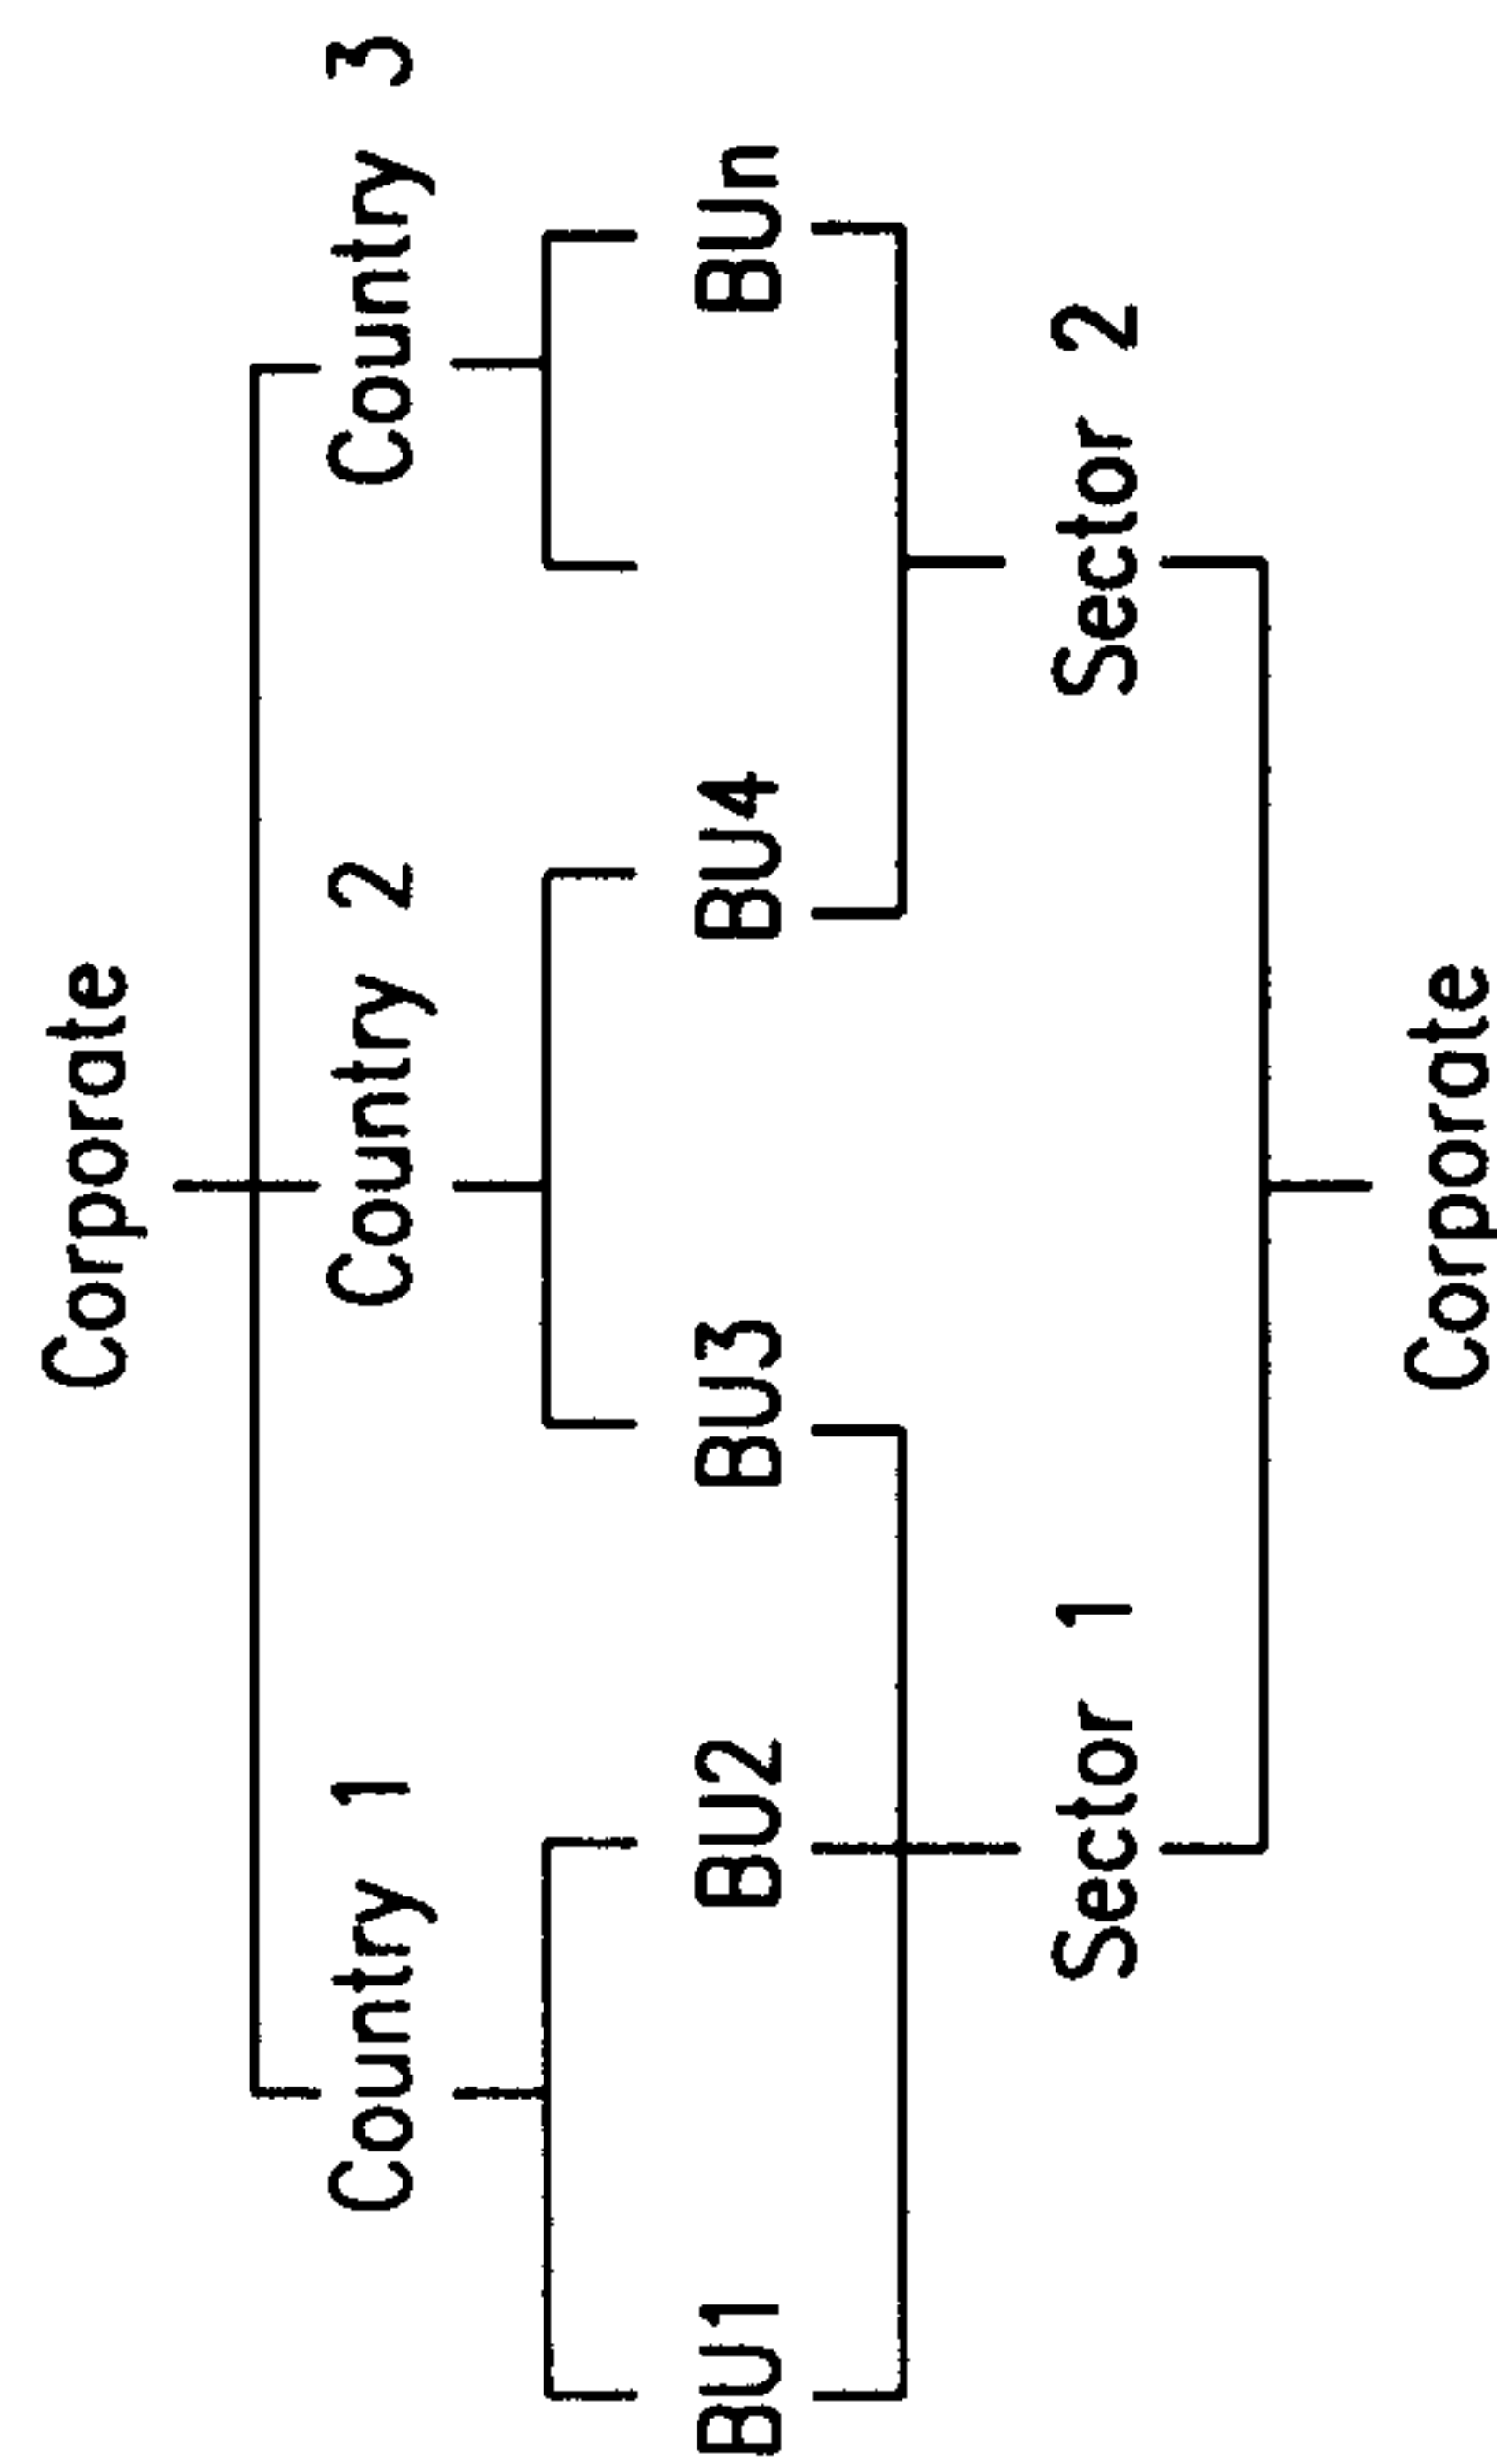 Corporate
Country 1 Country 2 Country 3
BU1 BU2 BU3 BU4 BUn
Sector 1 Sector 2
Corporate